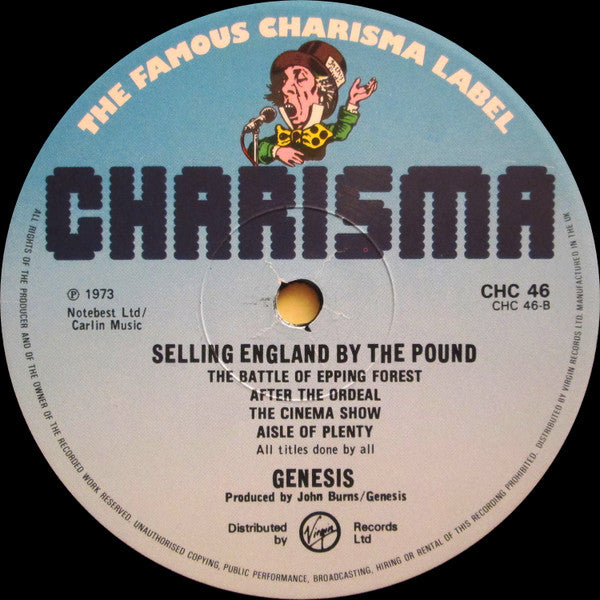 THE FAMOUS CHARISMA LABEL
CHARISMA
℗ 1973
Notebest Ltd/
Carlin Music
CHC 46
CHC 46-B
SELLING ENGLAND BY THE POUND
THE BATTLE OF EPPING FOREST
AFTER THE ORDEAL
THE CINEMA SHOW
AISLE OF PLENTY
All titles done by all
GENESIS
Produced by John Burns/Genesis
Distributed
by
Virgin
Records
Ltd
ALL RIGHTS OF THE PRODUCER AND OF THE OWNER OF THE RECORDED WORK RESERVED. UNAUTHORISED COPYING, PUBLIC PERFORMANCE, BROADCASTING, HIRING OR RENTAL OF THIS RECORDING PROHIBITED. DISTRIBUTED BY VIRGIN RECORDS LTD. MANUFACTURED IN THE UK